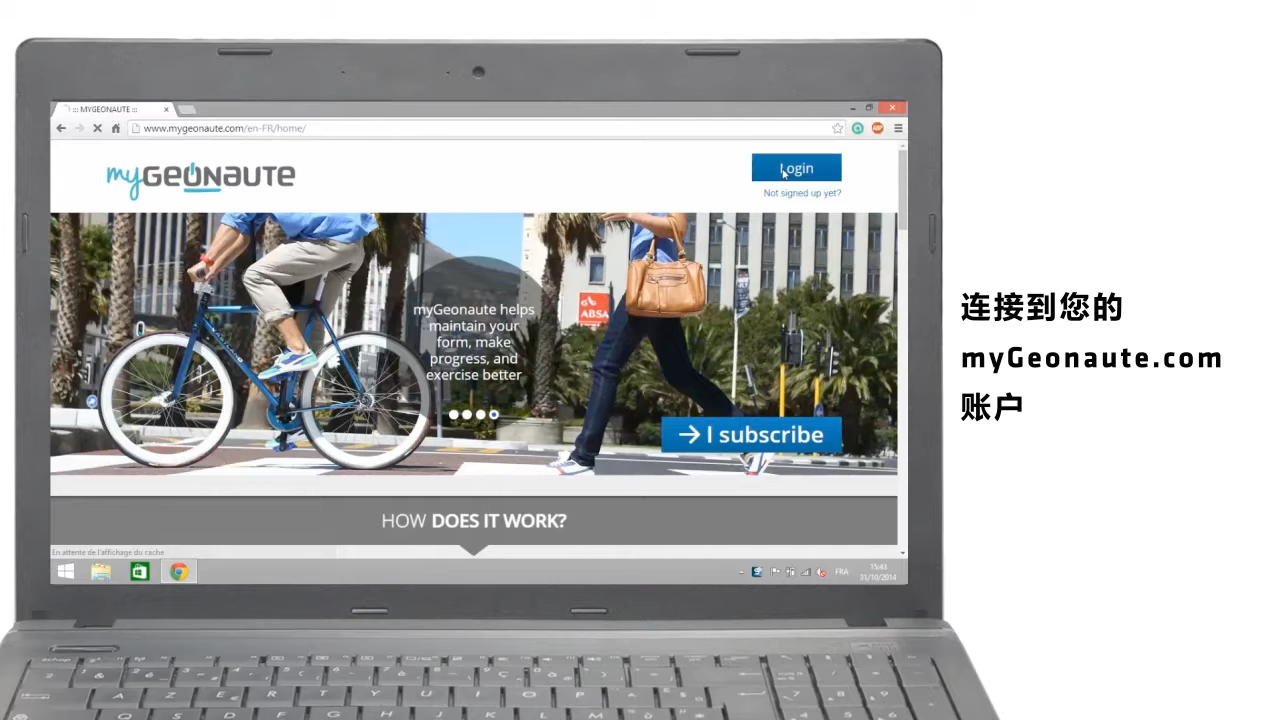 ::: MYGEONAUTE :::
www.mygeonaute.com/en-FR/home/
ABP
myGEONAUTE
Login
Not signed up yet?
myGeonaute helps
maintain your
form, make
progress, and
exercise better
ABSA
→ I subscribe
HOW DOES IT WORK?
En attente de l'affichage du cache
FRA
15:43
31/10/2014
连接到您的
myGeonaute.com
账户
A Z E R T Y U I O P
Q S D F G H J K L M